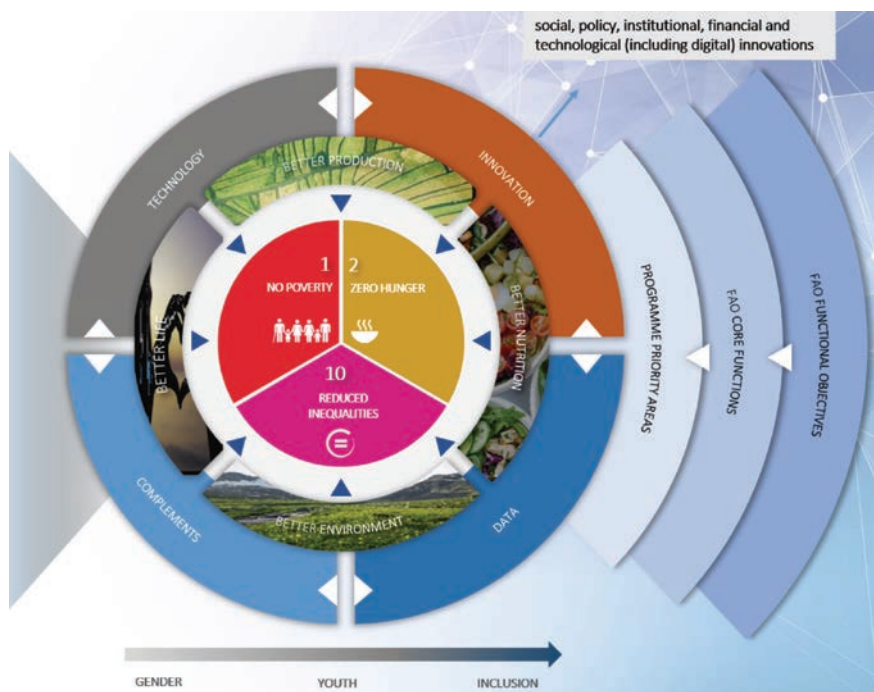 social, policy, institutional, financial and
technological (including digital) innovations
TECHNOLOGY
INNOVATION
BETTER PRODUCTION
BETTER LIFE
BETTER NUTRITION
BETTER ENVIRONMENT
1
NO POVERTY
2
ZERO HUNGER
10
REDUCED
INEQUALITIES
COMPLEMENTS
DATA
PROGRAMME PRIORITY AREAS
FAO CORE FUNCTIONS
FAO FUNCTIONAL OBJECTIVES
GENDER
YOUTH
INCLUSION